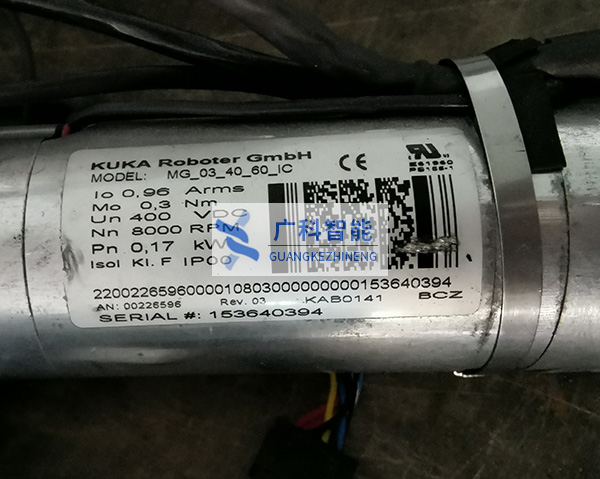 KUKA Roboter GmbH
MODEL: MG_03_40_60_IC
CE
Io 0,96 Arms
Mo 0,3 Nm
Un 400 VDC
Nn 8000 RPM
Pn 0,17 kW
Isol Kl. F IP00
广科智能
GUANGKEZHINENG
22002265960000108030000000000153640394
AN: 00226596 Rev. 03 KAB0141 BCZ
SERIAL #: 153640394